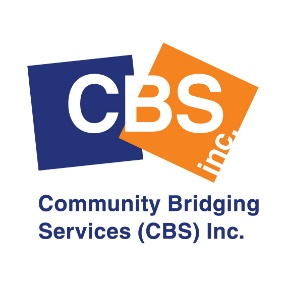 CBS
inc.
Community Bridging
Services (CBS) Inc.